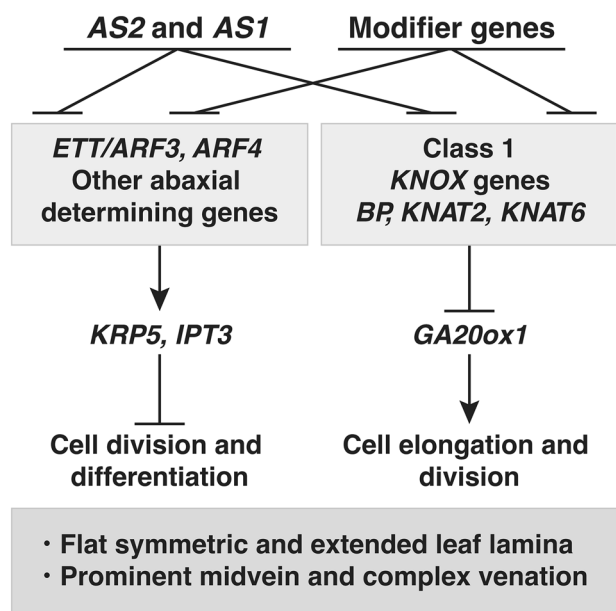 AS2 and AS1
Modifier genes
ETT/ARF3, ARF4
Other abaxial
determining genes
Class 1
KNOX genes
BP, KNAT2, KNAT6
KRP5, IPT3
GA20ox1
Cell division and
differentiation
Cell elongation and
division
・Flat symmetric and extended leaf lamina
・Prominent midvein and complex venation